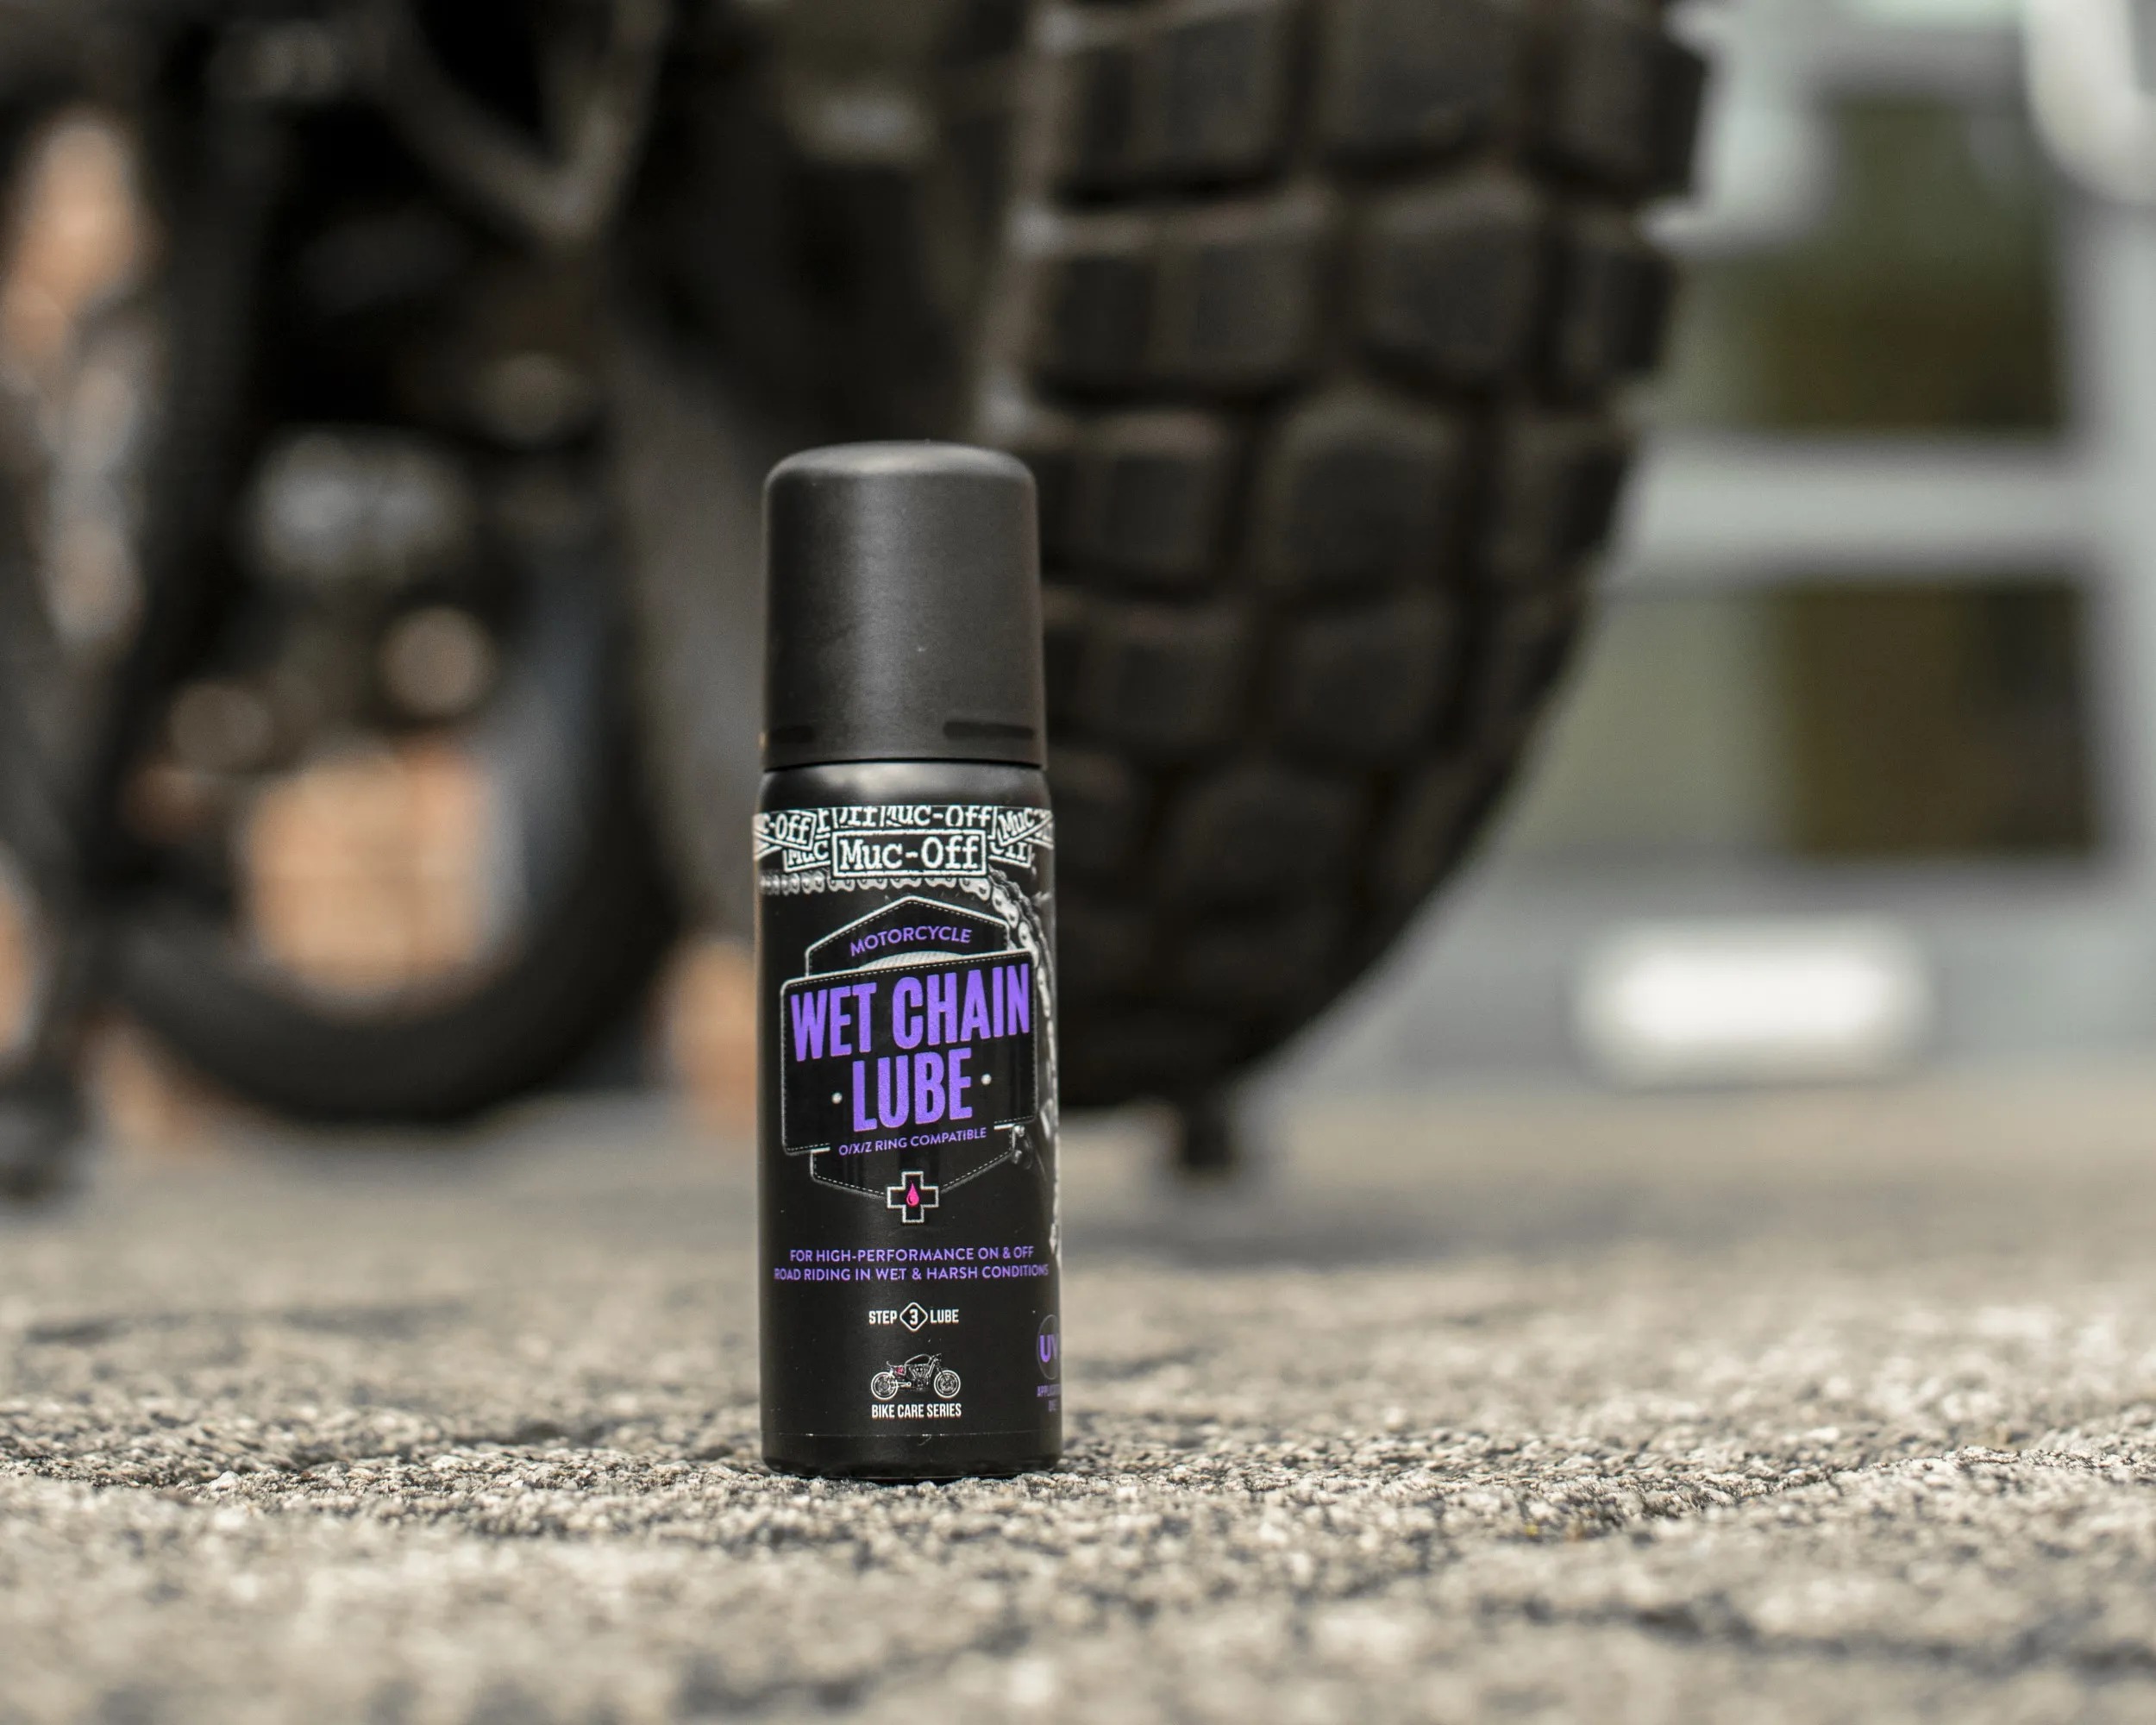 Muc-Off
MOTORCYCLE
WET CHAIN
LUBE
O/X/Z RING COMPATIBLE
FOR HIGH-PERFORMANCE ON & OFF
ROAD RIDING IN WET & HARSH CONDITIONS
STEP 3 LUBE
UV
BIKE CARE SERIES